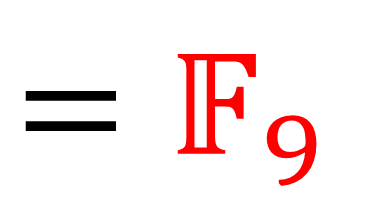 = 𝔽₉